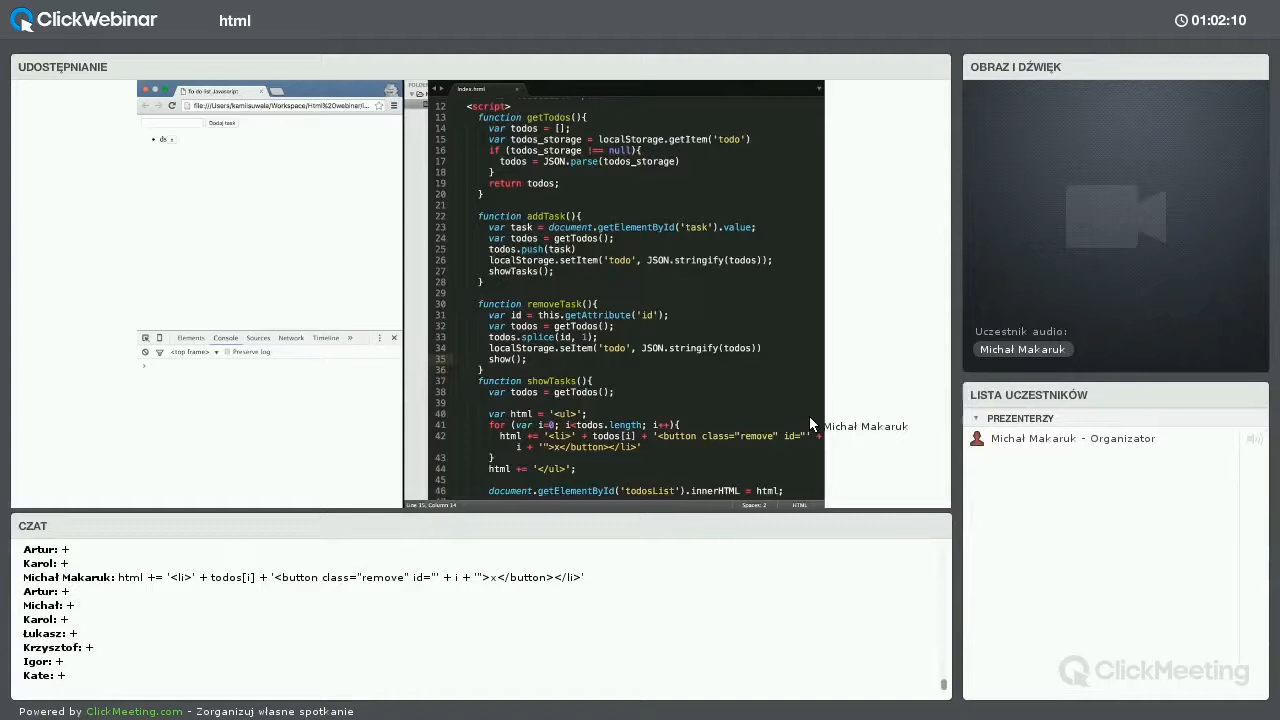 ClickWebinar
html
01:02:10
UDOSTĘPNIANIE
To do list Javascript
file:///Users/kamilsuwala/Workspace/Html%20webinar/i...
Dodaj task
ds x
Elements Console Sources Network Timeline »
<top frame> Preserve log
index.html
12 <script>
13 function getTodos(){
14 var todos = [];
15 var todos_storage = localStorage.getItem('todo')
16 if (todos_storage !== null){
17 todos = JSON.parse(todos_storage)
18 }
19 return todos;
20 }
21
22 function addTask(){
23 var task = document.getElementById('task').value;
24 var todos = getTodos();
25 todos.push(task)
26 localStorage.setItem('todo', JSON.stringify(todos));
27 showTasks();
28 }
29
30 function removeTask(){
31 var id = this.getAttribute('id');
32 var todos = getTodos();
33 todos.splice(id, 1);
34 localStorage.seItem('todo', JSON.stringify(todos))
35 show();
36 }
37 function showTasks(){
38 var todos = getTodos();
39
40 var html = '<ul>';
41 for (var i=0; i<todos.length; i++){
42 html += '<li>' + todos[i] + '<button class="remove" id="' +
i + '">x</button></li>'
43 }
44 html += '</ul>';
46 document.getElementById('todosList').innerHTML = html;
Line 15, Column 14 Spaces: 2 HTML
Michał Makaruk
OBRAZ I DŹWIĘK
Uczestnik audio:
Michał Makaruk
LISTA UCZESTNIKÓW
PREZENTERZY
Michał Makaruk - Organizator
CZAT
Artur: +
Karol: +
Michał Makaruk: html += '<li>' + todos[i] + '<button class="remove" id="' + i + '">x</button></li>'
Artur: +
Michał: +
Karol: +
Łukasz: +
Krzysztof: +
Igor: +
Kate: +
ClickMeeting
Powered by ClickMeeting.com - Zorganizuj własne spotkanie